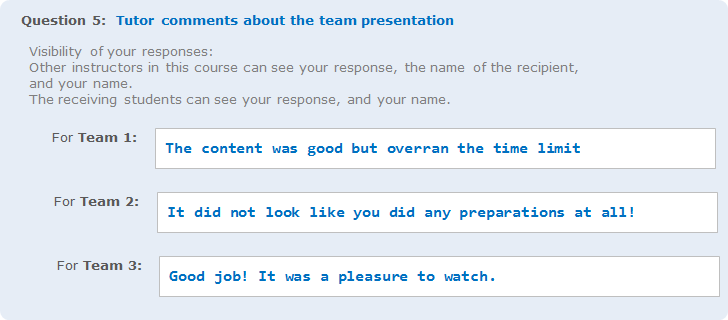 Question 5: Tutor comments about the team presentation
Visibility of your responses:
Other instructors in this course can see your response, the name of the recipient,
and your name.
The receiving students can see your response, and your name.
For Team 1: The content was good but overran the time limit
For Team 2: It did not look like you did any preparations at all!
For Team 3: Good job! It was a pleasure to watch.